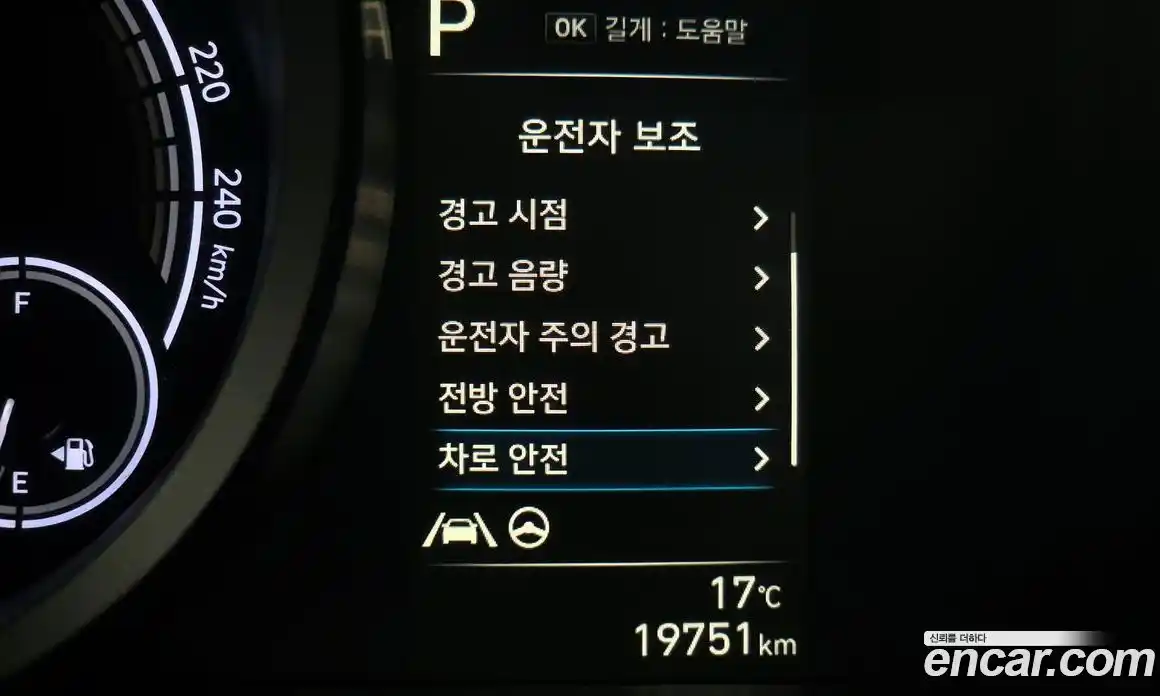 P
OK 길게 : 도움말
220
운전자 보조
240 km/h
경고 시점
경고 음량
F
운전자 주의 경고
전방 안전
차로 안전
E
17℃
19751 km
신뢰를 더하다
encar.com